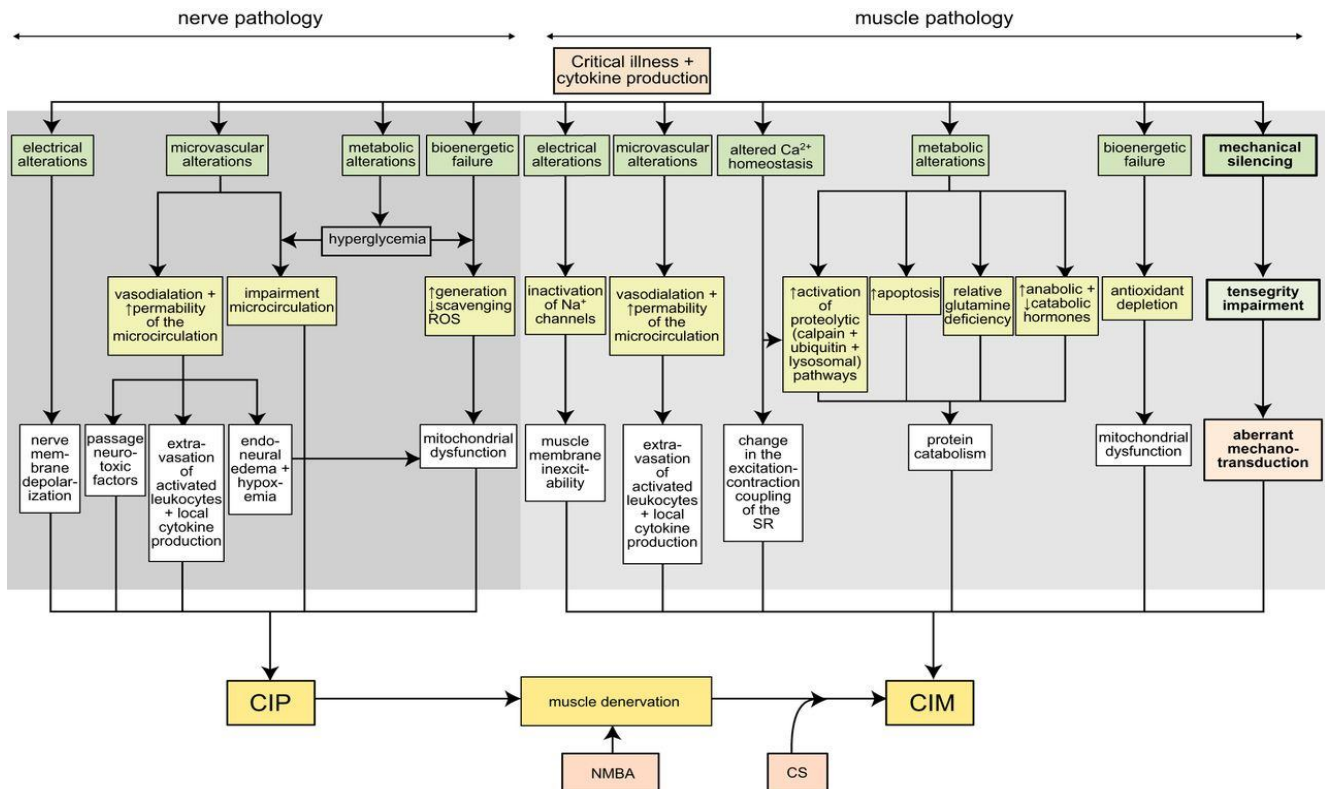 nerve pathology
muscle pathology
Critical illness +
cytokine production
electrical
alterations
microvascular
alterations
metabolic
alterations
bioenergetic
failure
electrical
alterations
microvascular
alterations
altered Ca²⁺
homeostasis
metabolic
alterations
bioenergetic
failure
mechanical
silencing
hyperglycemia
vasodialation +
↑permability
of the
microcirculation
impairment
microcirculation
↑generation
↓scavenging
ROS
inactivation
of Na⁺
channels
vasodialation +
↑permeability
of the
microcirculation
↑activation
of
proteolytic
(calpain +
ubiquitin +
lysosomal)
pathways
↑apoptosis
relative
glutamine
deficiency
↑anabolic +
↓catabolic
hormones
antioxidant
depletion
tensegrity
impairment
nerve
mem-
brane
depolar-
ization
passage
neuro-
toxic
factors
extra-
vasation
of activated
leukocytes
+ local
cytokine
production
endo-
neural
edema +
hypox-
emia
mitochondrial
dysfunction
muscle
membrane
inexcit-
ability
extra-
vasation
of activated
leukocytes
+ local
cytokine
production
change
in the
excitation-
contraction
coupling
of the
SR
protein
catabolism
mitochondrial
dysfunction
aberrant
mechano-
transduction
CIP
muscle denervation
CIM
NMBA
CS